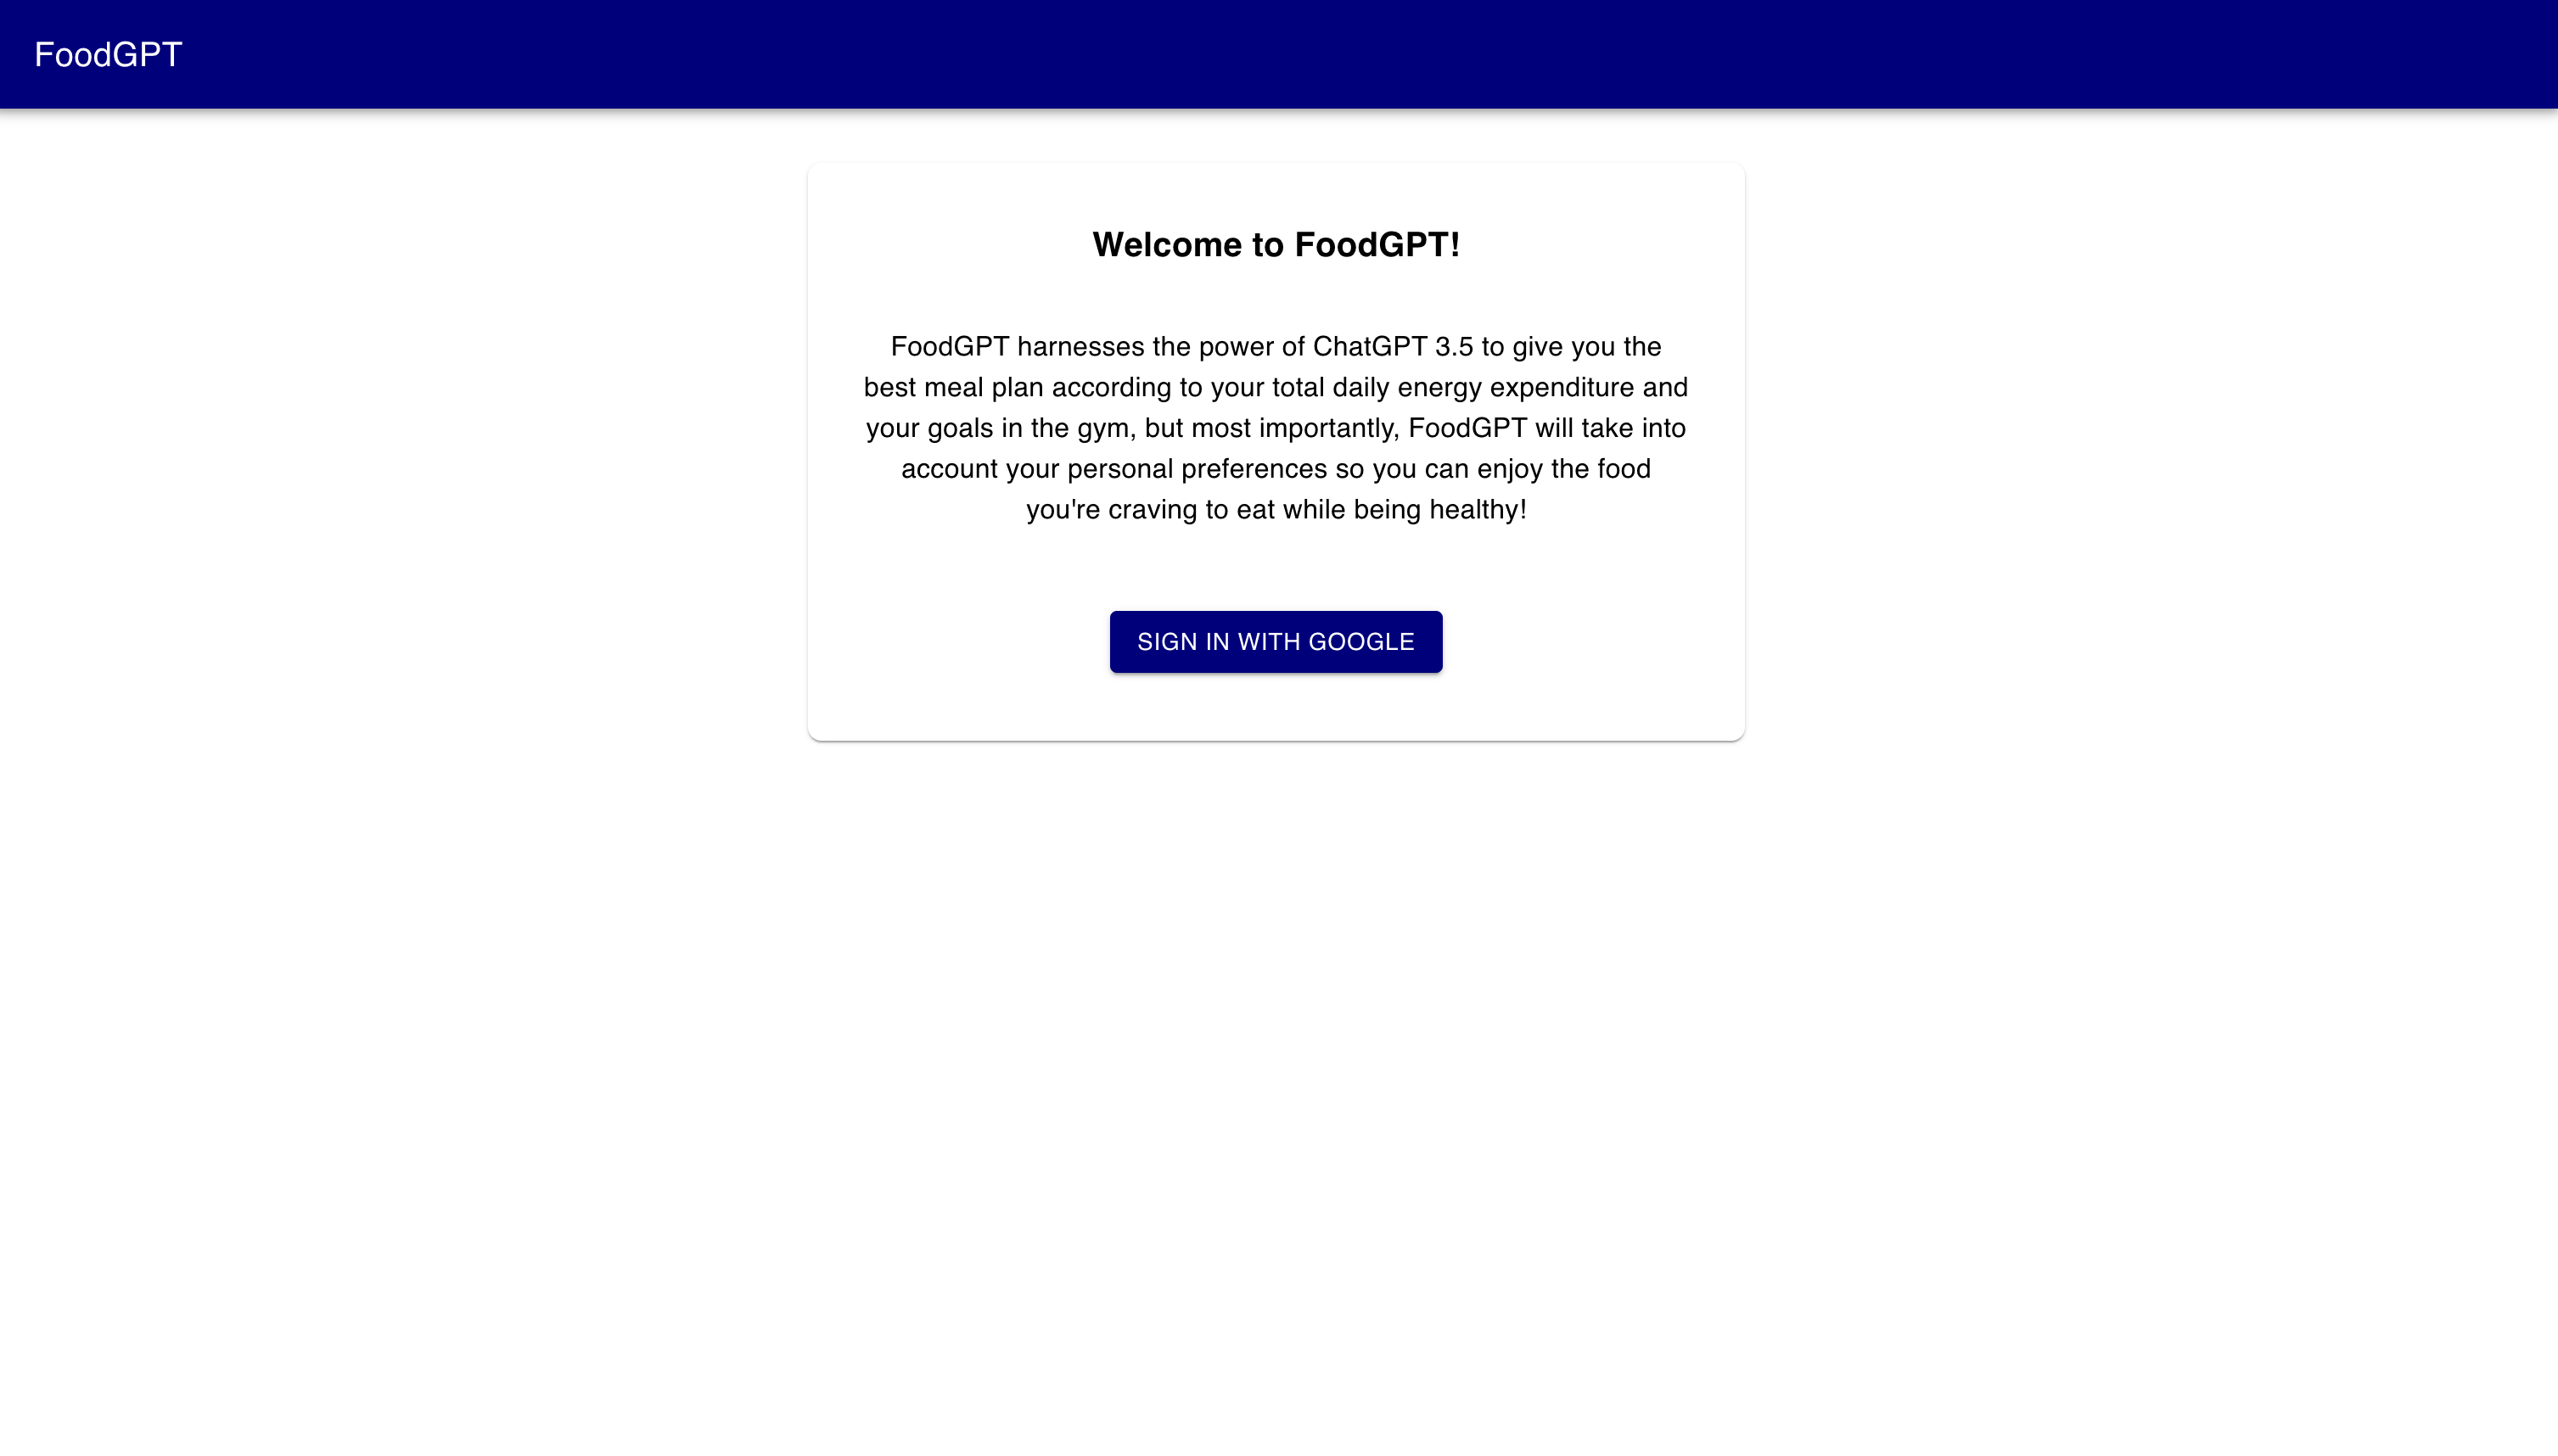 FoodGPT
Welcome to FoodGPT!
FoodGPT harnesses the power of ChatGPT 3.5 to give you the
best meal plan according to your total daily energy expenditure and
your goals in the gym, but most importantly, FoodGPT will take into
account your personal preferences so you can enjoy the food
you're craving to eat while being healthy!
SIGN IN WITH GOOGLE